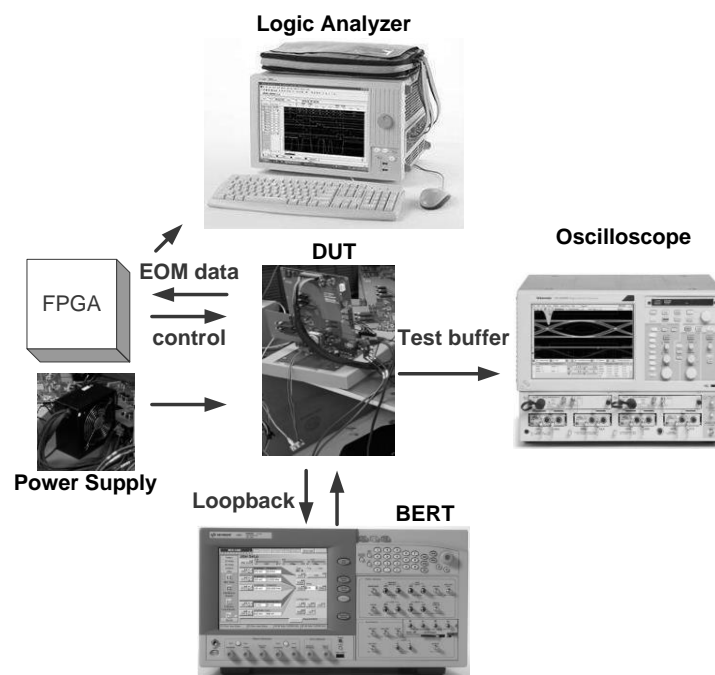 Logic Analyzer
DUT
Oscilloscope
EOM data
FPGA
control
Test buffer
Power Supply
Loopback
BERT